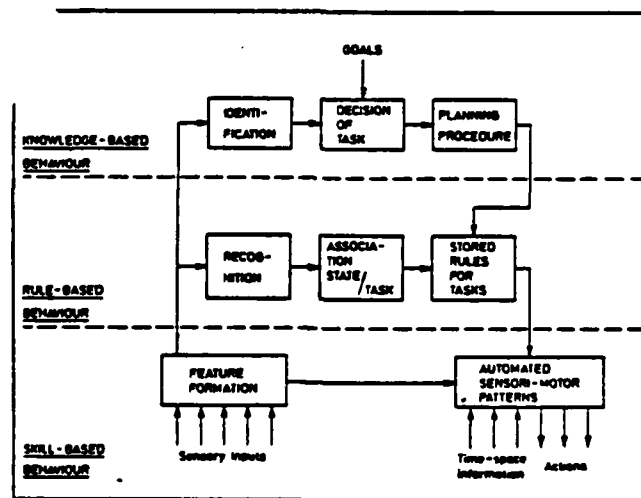 GOALS
IDENTI-
FICATION
DECISION
OF
TASK
PLANNING
PROCEDURE
KNOWLEDGE-BASED
BEHAVIOUR
RECOG-
NITION
ASSOCIA-
TION
STATE/
TASK
STORED
RULES
FOR
TASKS
RULE-BASED
BEHAVIOUR
FEATURE
FORMATION
AUTOMATED
SENSORI-MOTOR
PATTERNS
SKILL-BASED
BEHAVIOUR
Sensory inputs
Time-space
information
Actions